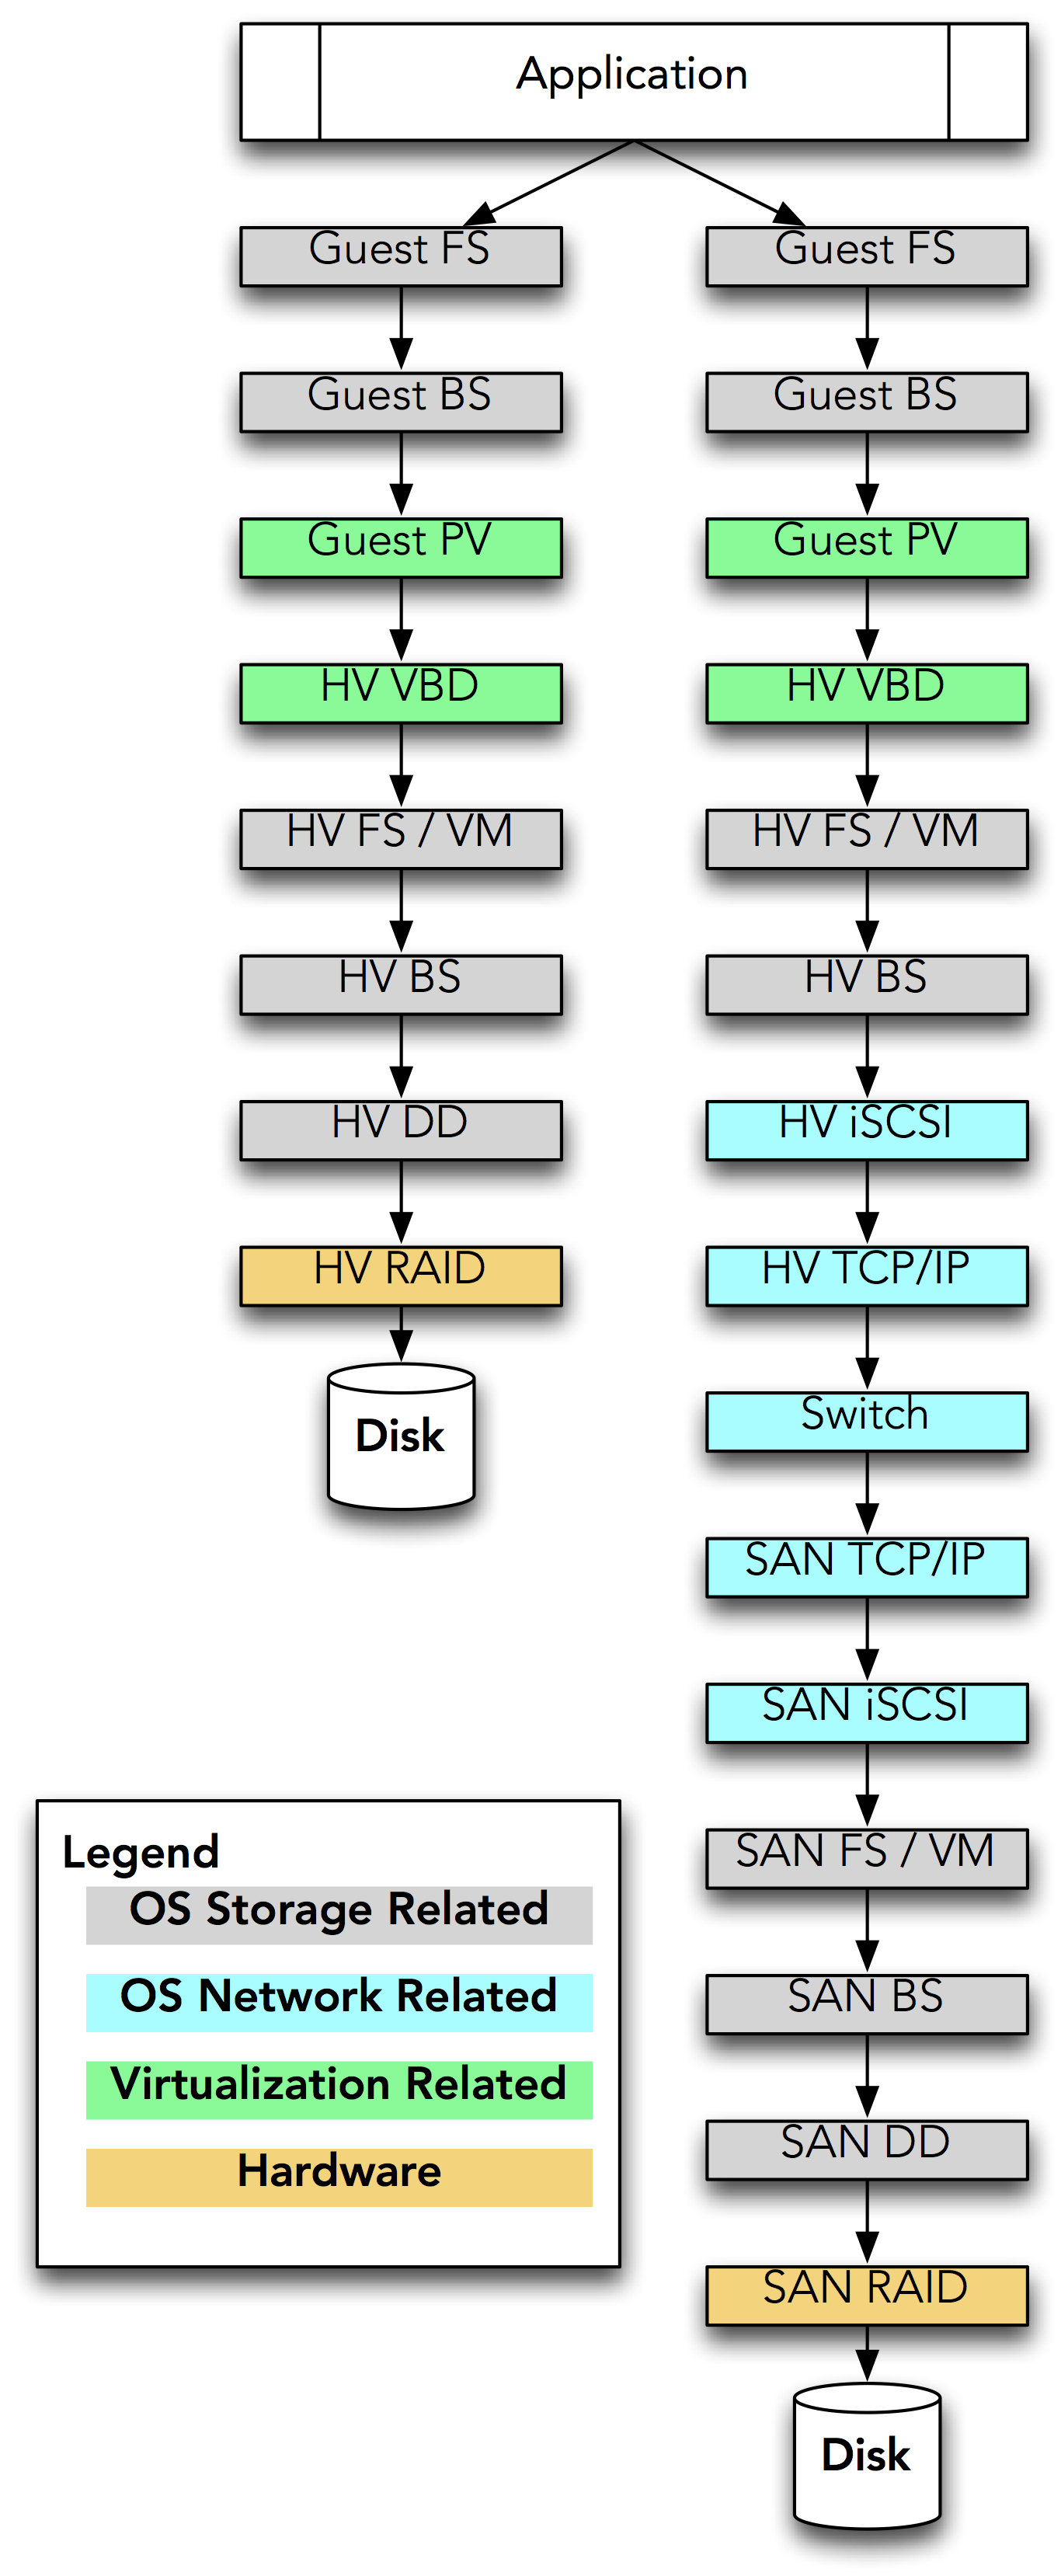 Application
Guest FS
Guest FS
Guest BS
Guest BS
Guest PV
Guest PV
HV VBD
HV VBD
HV FS / VM
HV FS / VM
HV BS
HV BS
HV DD
HV iSCSI
HV RAID
HV TCP/IP
Disk
Switch
SAN TCP/IP
SAN iSCSI
Legend
OS Storage Related
OS Network Related
Virtualization Related
Hardware
SAN FS / VM
SAN BS
SAN DD
SAN RAID
Disk